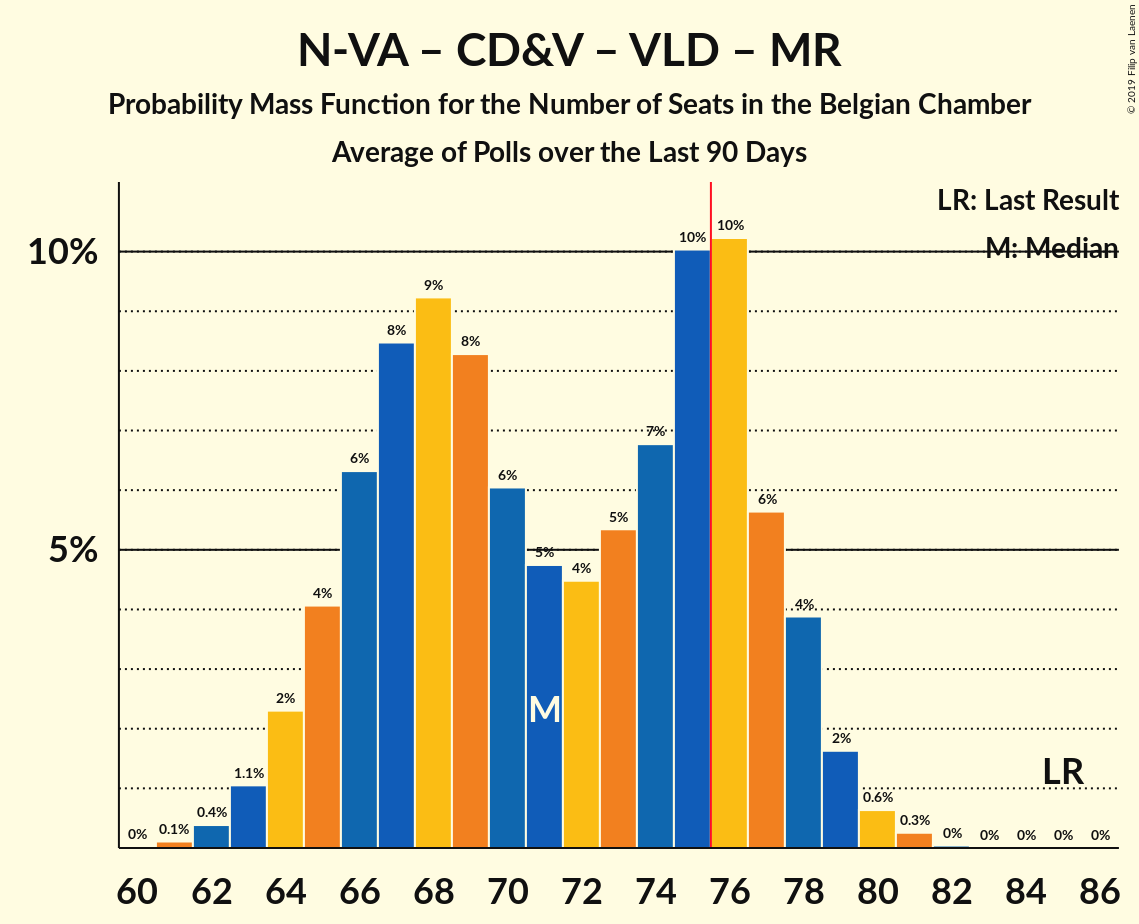 N-VA – CD&V – VLD – MR
Probability Mass Function for the Number of Seats in the Belgian Chamber
Average of Polls over the Last 90 Days
© 2019 Filip van Laenen
LR: Last Result
M: Median
10%
5%
0% 0.1% 0.4% 1.1% 2% 4% 6% 8% 9% 8% 6% 5% 4% 5% 7% 10% 10% 6% 4% 2% 0.6% 0.3% 0% 0% 0% 0% 0%
M
LR
60 62 64 66 68 70 72 74 76 78 80 82 84 86